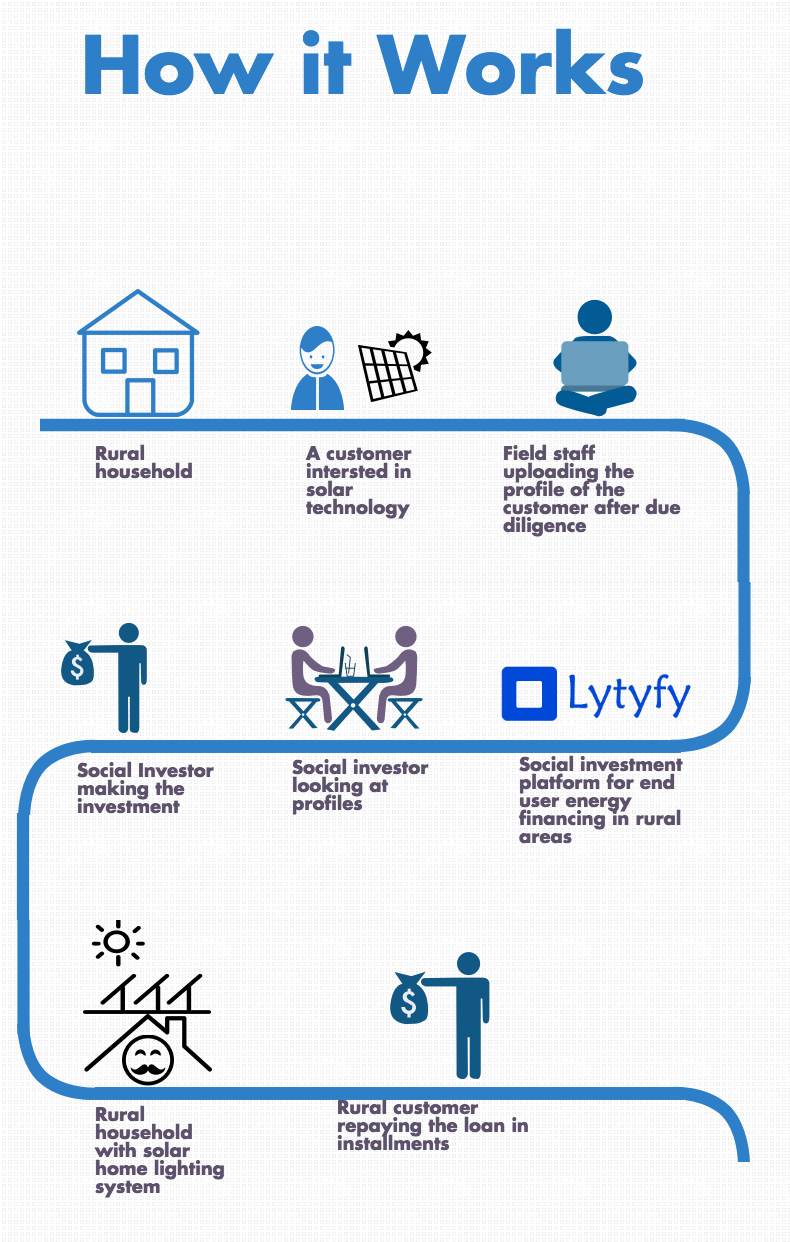 How it Works
Rural
household
A customer
intersted in
solar
technology
Field staff
uploading the
profile of the
customer after due
diligence
$
Social Investor
making the
investment
Social investor
looking at
profiles
Lytyfy
Social investment
platform for end
user energy
financing in rural
areas
Rural
household
with solar
home lighting
system
$
Rural customer
repaying the loan in
installments